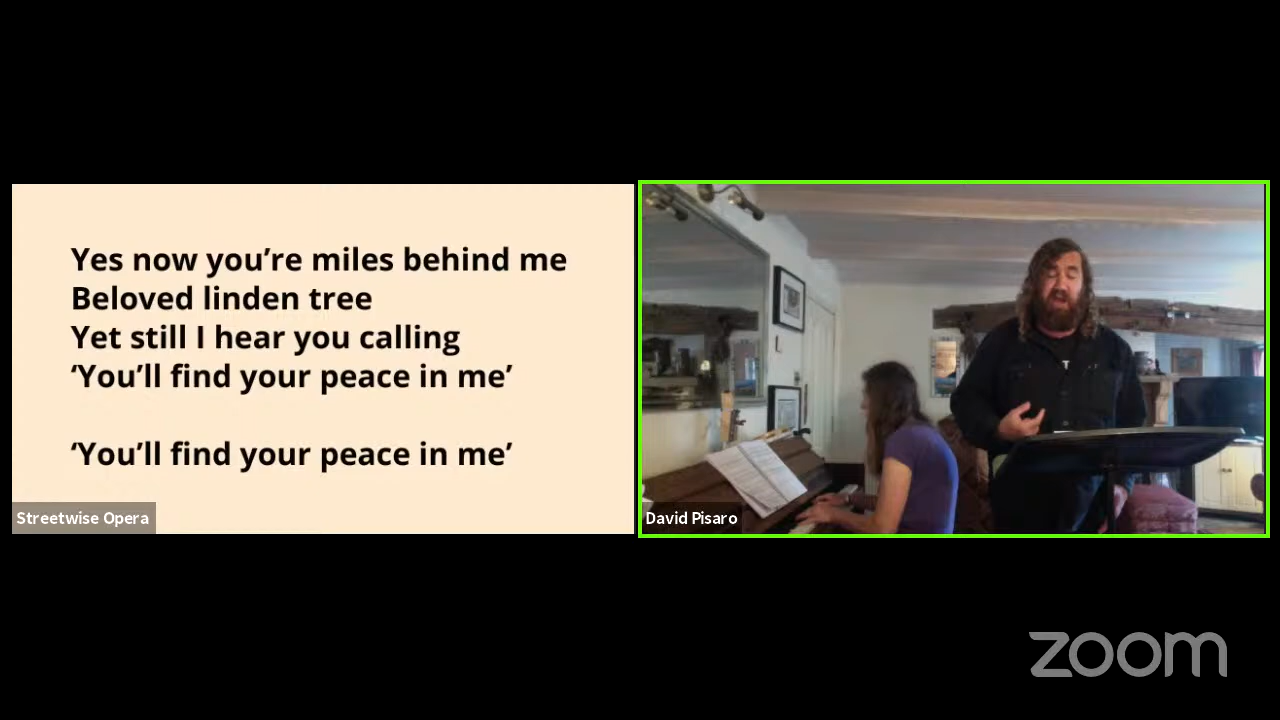 Yes now you’re miles behind me
Beloved linden tree
Yet still I hear you calling
‘You’ll find your peace in me’
‘You’ll find your peace in me’
Streetwise Opera
David Pisaro
zoom